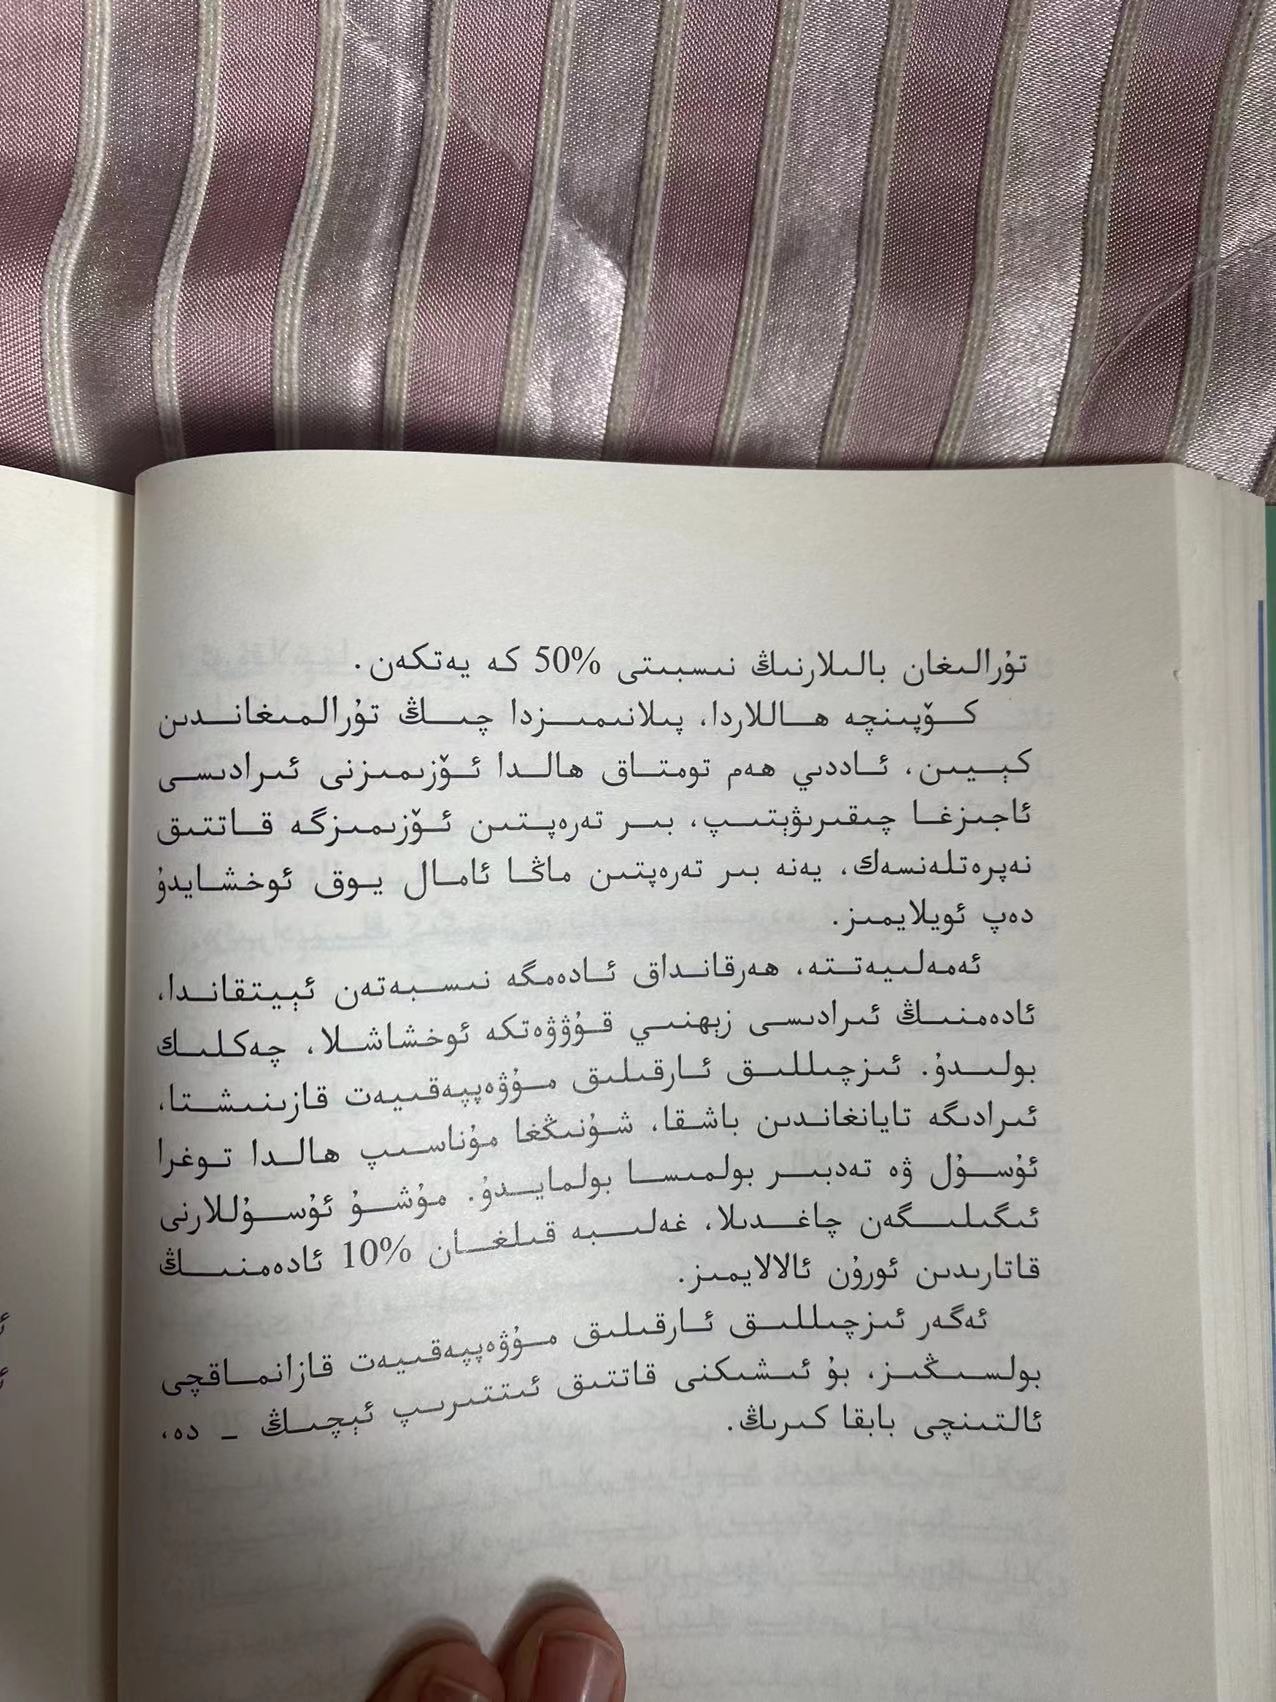 تۇرالىغان بالىلارنىڭ نىسبىتى 50% كە يەتكەن.
كۆپىنچە ھاللاردا، پىلانىمىزدا چىڭ تۇرالمىغاندىن
كېيىن، ئاددىي ھەم تومتاق ھالدا ئۆزىمىزنى ئىرادىسى
ئاجىزغا چىقىرىۋېتىپ، بىر تەرەپتىن ئۆزىمىزگە قاتتىق
نەپرەتلەنسەك، يەنە بىر تەرەپتىن ماڭا ئامال يوق ئوخشايدۇ
دەپ ئويلايمىز.
ئەمەلىيەتتە، ھەرقانداق ئادەمگە نىسبەتەن ئېيتقاندا،
ئادەمنىڭ ئىرادىسى زېھنىي قۇۋۋەتكە ئوخشاشلا، چەكلىك
بولىدۇ. ئىزچىللىق ئارقىلىق مۇۋەپپەقىيەت قازىنىشتا،
ئىرادىگە تايانغاندىن باشقا، شۇنىڭغا مۇناسىپ ھالدا توغرا
ئۇسۇل ۋە تەدبىر بولمىسا بولمايدۇ. مۇشۇ ئۇسۇللارنى
ئىگىلىگەن چاغدىلا، غەلىبە قىلغان 10% ئادەمنىڭ
قاتارىدىن ئورۇن ئالالايمىز.
ئەگەر ئىزچىللىق ئارقىلىق مۇۋەپپەقىيەت قازانماقچى
بولسىڭىز، بۇ ئىشىكنى قاتتىق ئىتتىرىپ ئېچىڭ ـ دە،
ئالتىنچى بابقا كىرىڭ.